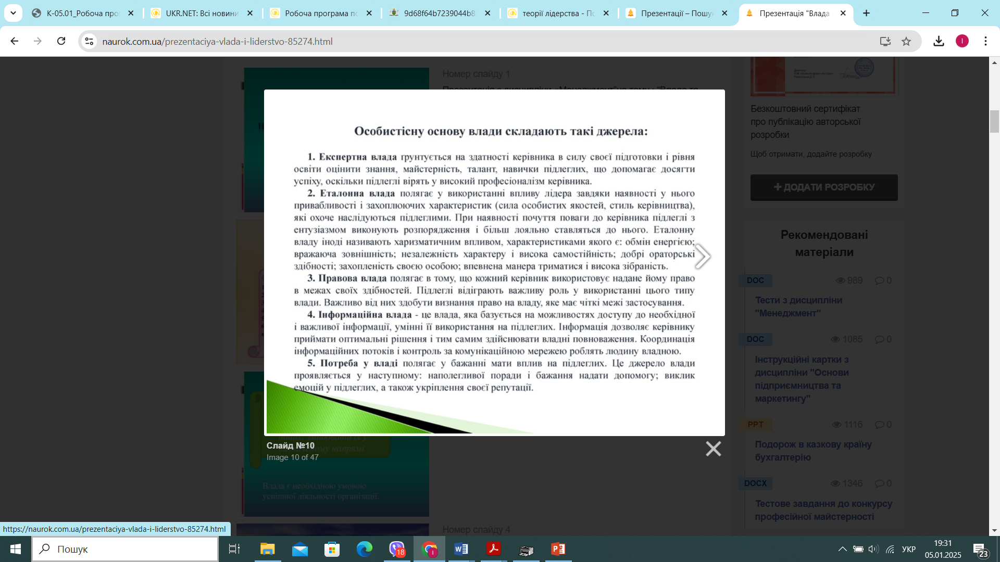 K-05.01_Робоча про
UKR.NET: Всі новини
Робоча програма по
9d68f64b7239044b8
теорії лідерства - По
Презентації – Пошу
Презентація "Влада
naurok.com.ua/prezentaciya-vlada-i-liderstvo-85274.html
Номер слайду 1
Безкоштовний сертифікат
про публікацію авторської
розробки
Щоб отримати, додайте розробку
ДОДАТИ РОЗРОБКУ
Особистісну основу влади складають такі джерела:
1. Експертна влада ґрунтується на здатності керівника в силу своєї підготовки і рівня
освіти оцінити знання, майстерність, талант, навички підлеглих, що допомагає досягти
успіху, оскільки підлеглі вірять у високий професіоналізм керівника.
2. Еталонна влада полягає у використанні впливу лідера завдяки наявності у нього
привабливості і захоплюючих характеристик (сила особистих якостей, стиль керівництва),
які охоче наслідуються підлеглими. При наявності почуття поваги до керівника підлеглі з
ентузіазмом виконують розпорядження і більш лояльно ставляться до нього. Еталонну
владу іноді називають харизматичним впливом, характеристиками якого є: обмін енергією;
вражаюча зовнішність; незалежність характеру і висока самостійність; добрі ораторські
здібності; захопленість своєю особою; впевнена манера триматися і висока зібраність.
3. Правова влада полягає в тому, що кожний керівник використовує надане йому право
в межах своїх здібностей. Підлеглі відіграють важливу роль у використанні цього типу
влади. Важливо від них здобути визнання право на владу, яке має чіткі межі застосування.
4. Інформаційна влада - це влада, яка базується на можливостях доступу до необхідної
і важливої інформації, умінні її використання на підлеглих. Інформація дозволяє керівнику
приймати оптимальні рішення і тим самим здійснювати владні повноваження. Координація
інформаційних потоків і контроль за комунікаційною мережею роблять людину владною.
5. Потреба у владі полягає у бажанні мати вплив на підлеглих. Це джерело влади
проявляється у наступному: наполегливої поради і бажання надати допомогу; виклик
емоцій у підлеглих, а також укріплення своєї репутації.
Слайд №10
Image 10 of 47
Рекомендовані
матеріали
DOC 989 0
Тести з дисципліни
"Менеджмент"
DOC 1085 0
Інструкційні картки з
дисципліни "Основи
підприємництва та
маркетингу"
PPT 1116 0
Подорож в казкову країну
бухгалтерію
DOCX 1346 0
Тестове завдання до конкурсу
професійної майстерності
Влада є необхідною умовою
успішної діяльності організації.
Номер слайду 4
https://naurok.com.ua/prezentaciya-vlada-i-liderstvo-85274.html
Пошук
18
УКР
19:31
05.01.2025
23